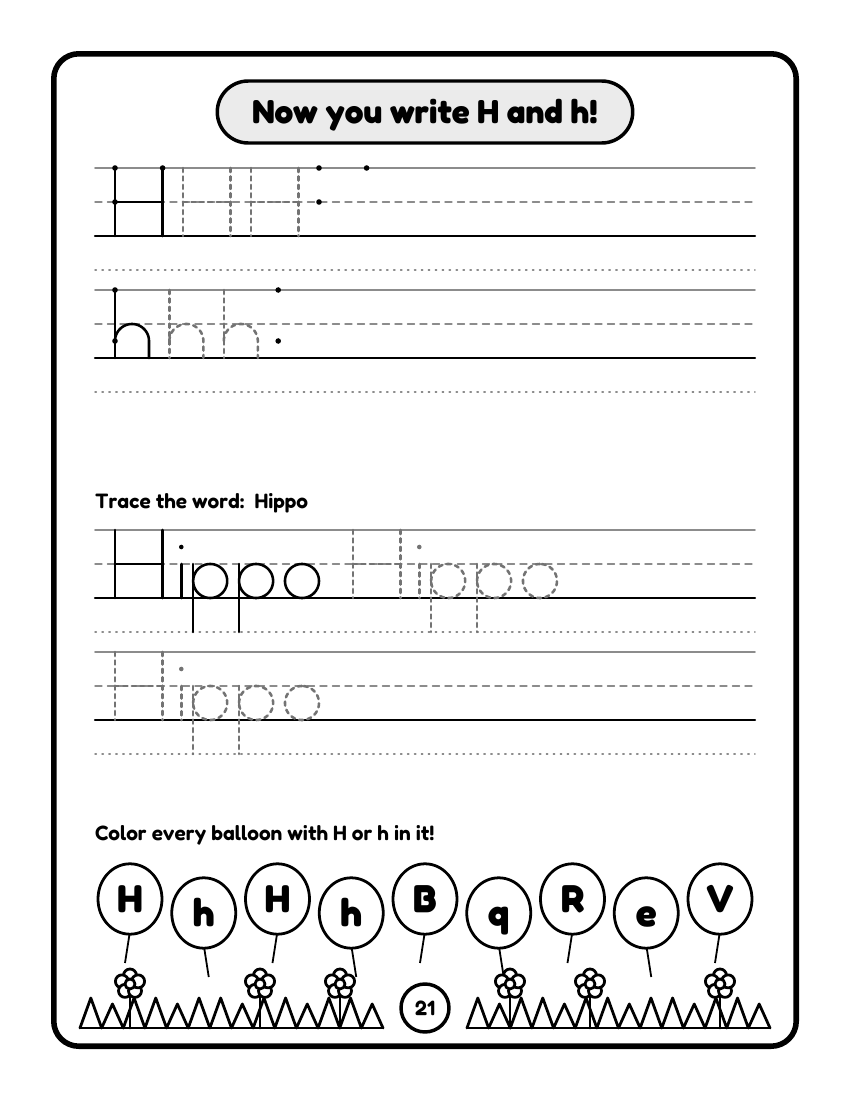 Now you write H and h!
H H H
h h h
Trace the word: Hippo
Hippo Hippo
Hippo
Color every balloon with H or h in it!
H h H h B q R e V
21